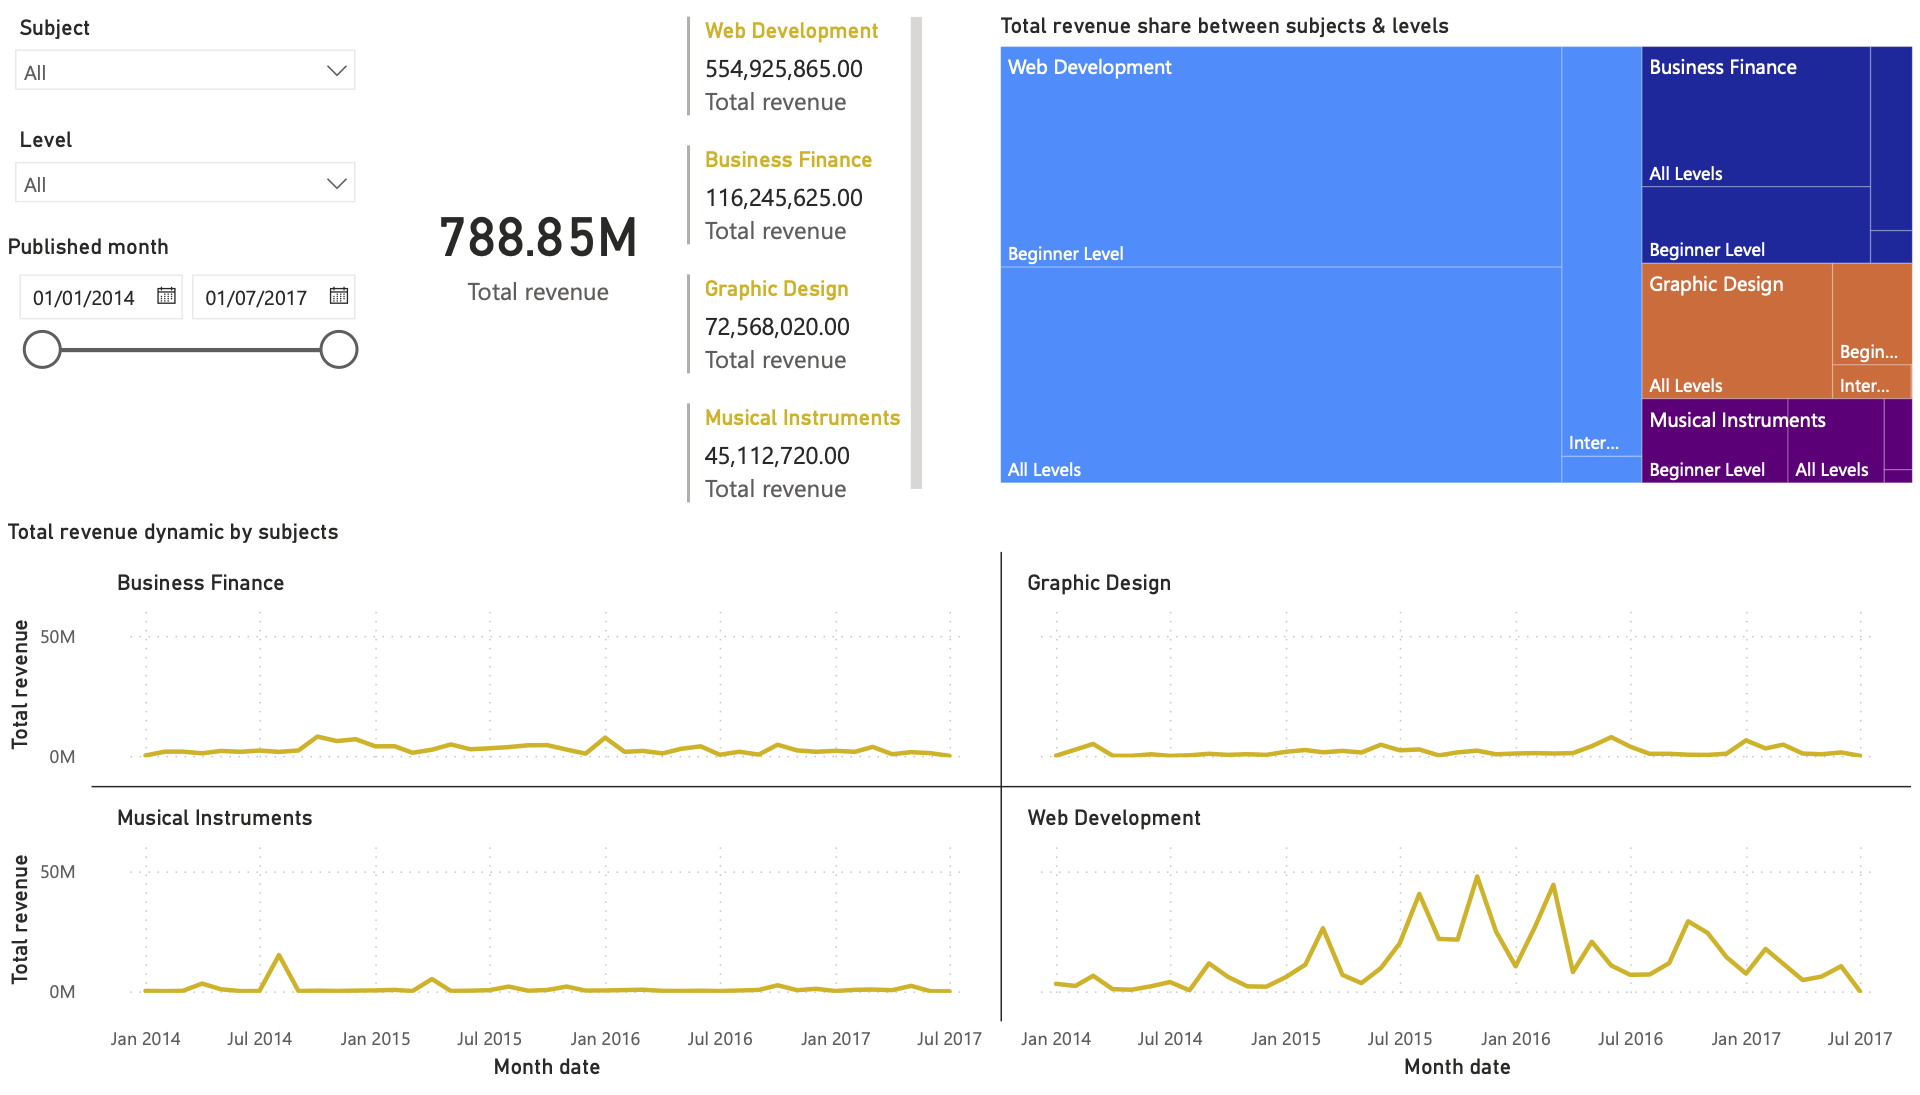 Subject
All
Level
All
Published month
01/01/2014
01/07/2017
788.85M
Total revenue
Web Development
554,925,865.00
Total revenue
Business Finance
116,245,625.00
Total revenue
Graphic Design
72,568,020.00
Total revenue
Musical Instruments
45,112,720.00
Total revenue
Total revenue share between subjects & levels
Web Development
Beginner Level
All Levels
Inter...
Business Finance
All Levels
Beginner Level
Graphic Design
All Levels
Begin...
Inter...
Musical Instruments
Beginner Level
All Levels
Total revenue dynamic by subjects
Business Finance
Total revenue
50M
0M
Graphic Design
Musical Instruments
Total revenue
50M
0M
Jan 2014 Jul 2014 Jan 2015 Jul 2015 Jan 2016 Jul 2016 Jan 2017 Jul 2017
Month date
Web Development
Jan 2014 Jul 2014 Jan 2015 Jul 2015 Jan 2016 Jul 2016 Jan 2017 Jul 2017
Month date